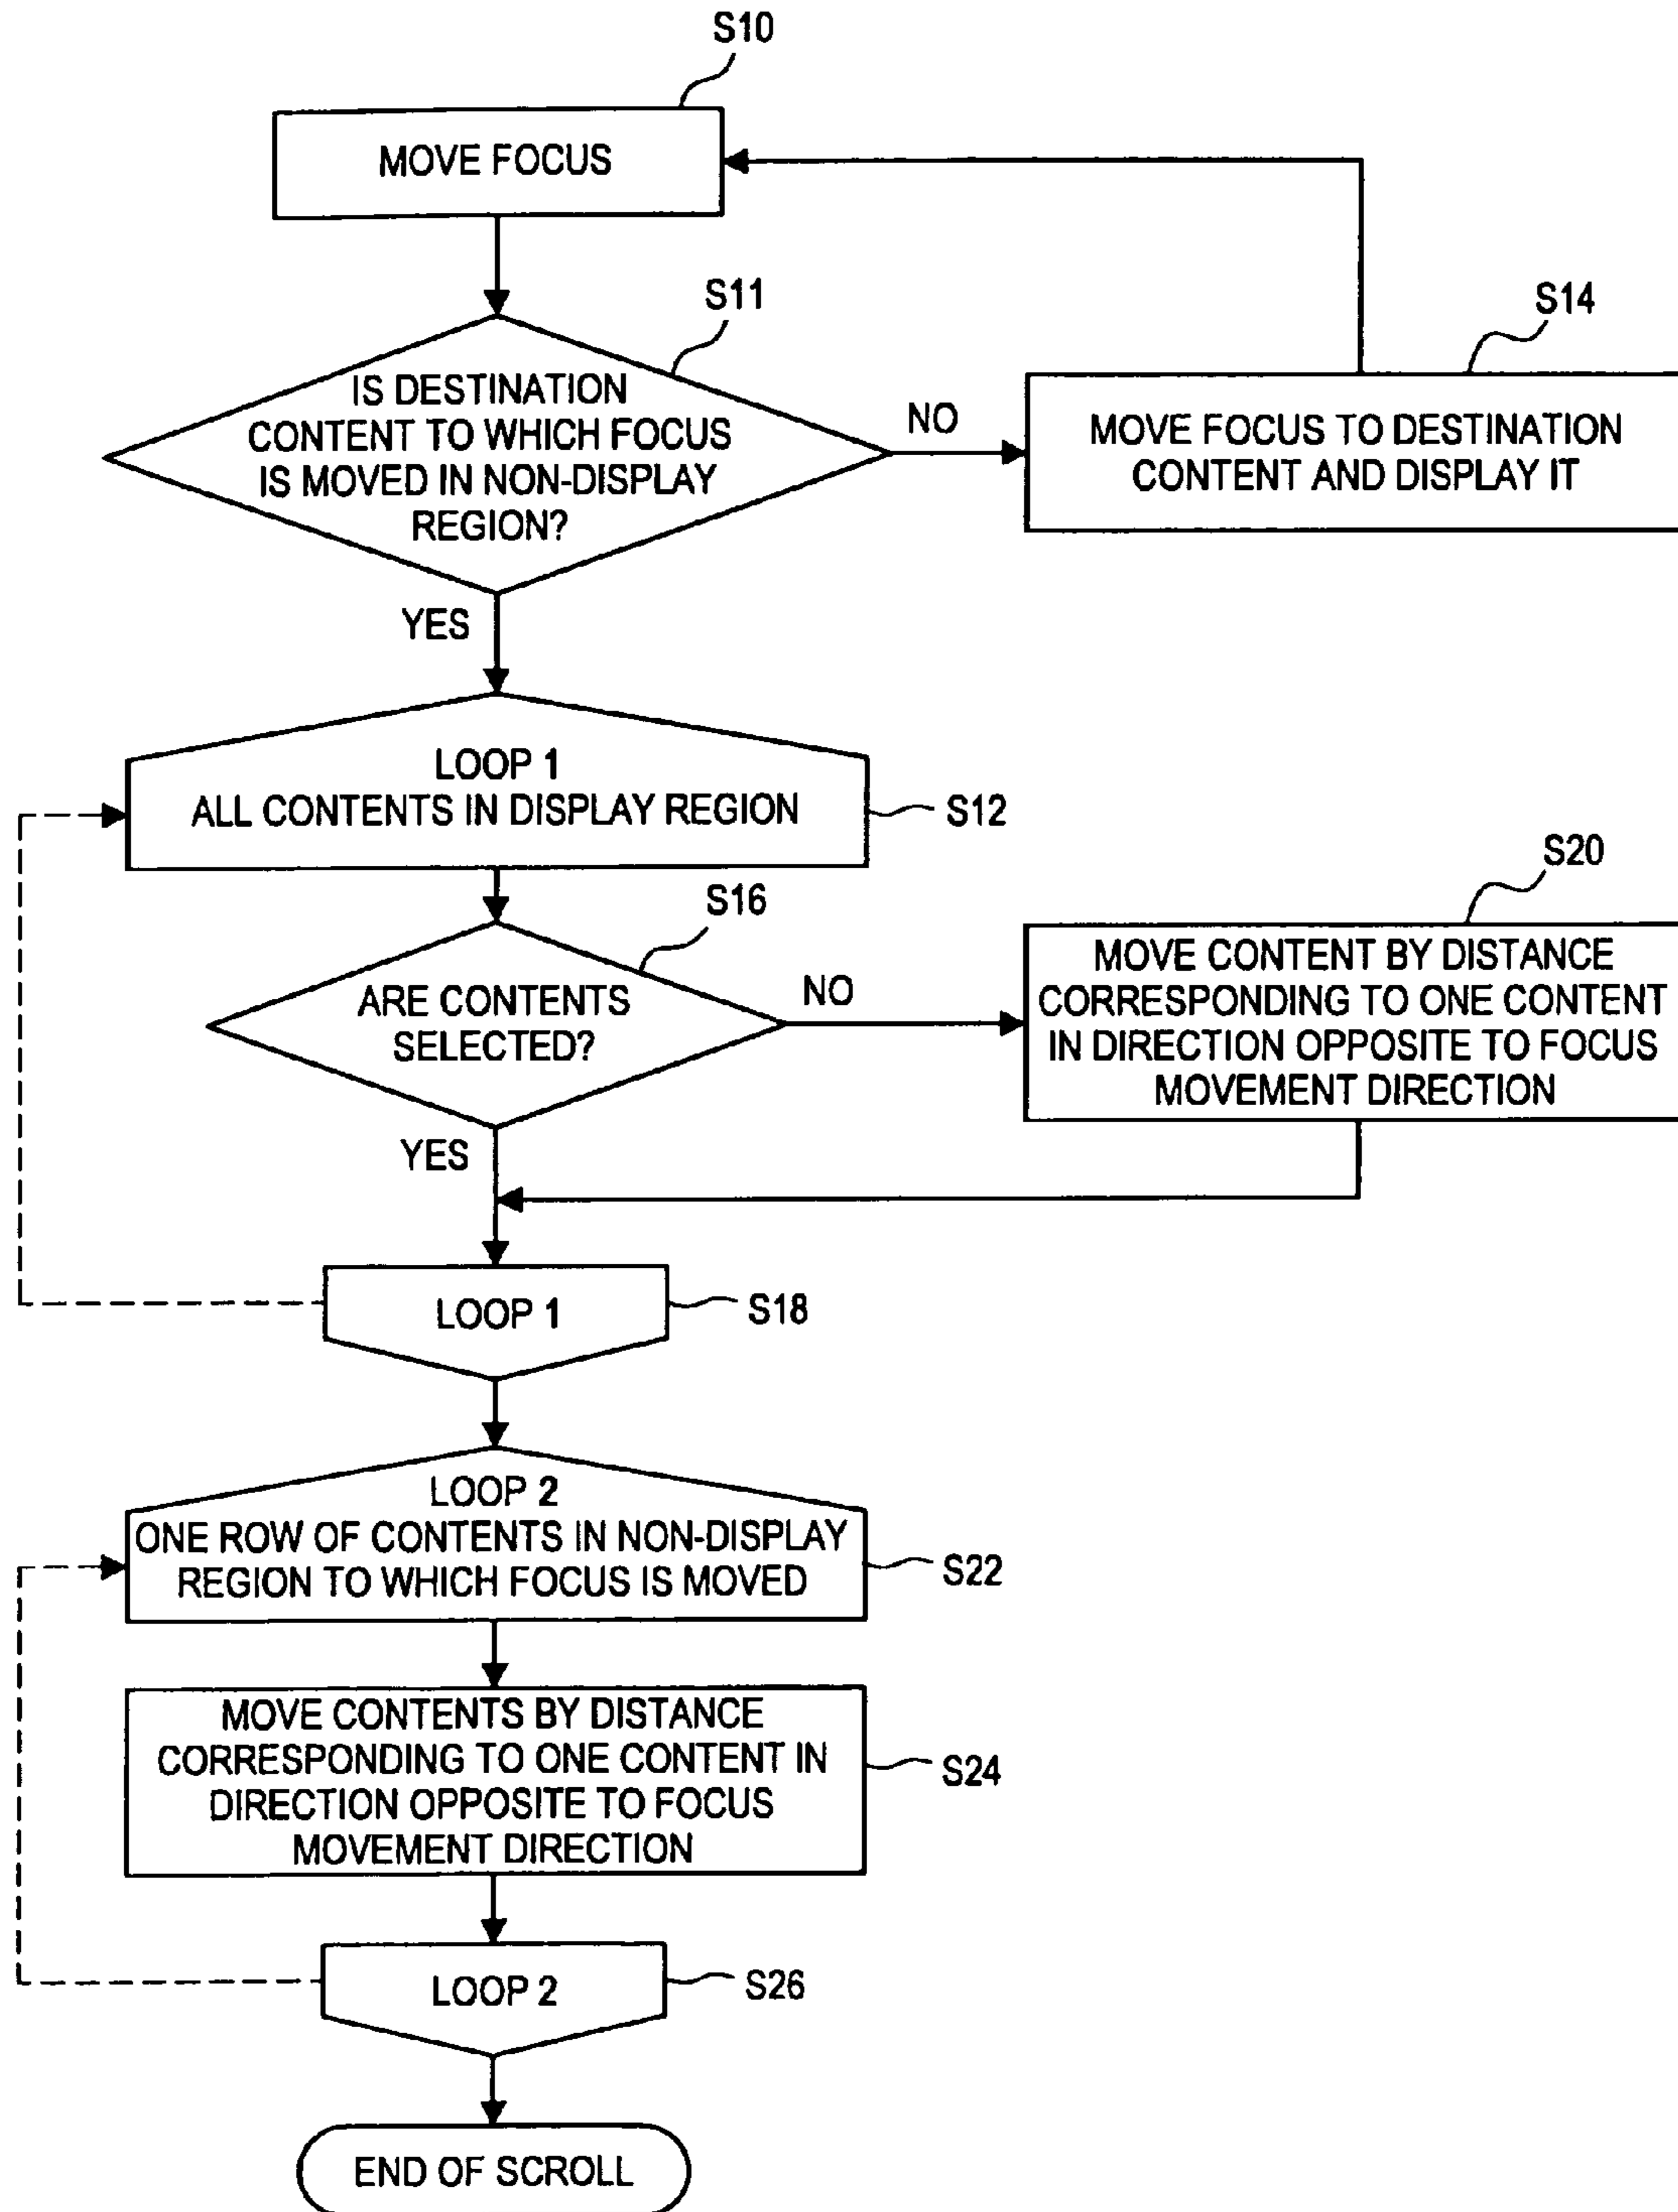 S10
MOVE FOCUS
S11
IS DESTINATION
CONTENT TO WHICH FOCUS
IS MOVED IN NON-DISPLAY
REGION?
NO
S14
MOVE FOCUS TO DESTINATION
CONTENT AND DISPLAY IT
YES
LOOP 1
ALL CONTENTS IN DISPLAY REGION
S12
S16
ARE CONTENTS
SELECTED?
NO
S20
MOVE CONTENT BY DISTANCE
CORRESPONDING TO ONE CONTENT
IN DIRECTION OPPOSITE TO FOCUS
MOVEMENT DIRECTION
YES
LOOP 1
S18
LOOP 2
ONE ROW OF CONTENTS IN NON-DISPLAY
REGION TO WHICH FOCUS IS MOVED
S22
MOVE CONTENTS BY DISTANCE
CORRESPONDING TO ONE CONTENT IN
DIRECTION OPPOSITE TO FOCUS
MOVEMENT DIRECTION
S24
LOOP 2
S26
END OF SCROLL